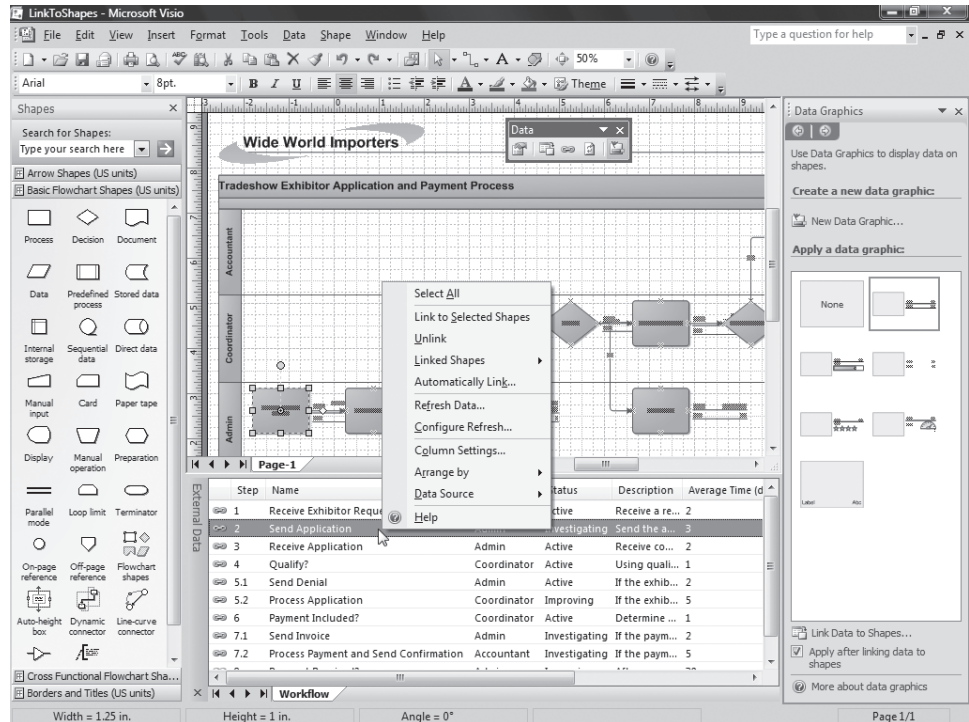 LinkToShapes - Microsoft Visio
File Edit View Insert Format Tools Data Shape Window Help
Type a question for help
50%
Arial
8pt.
B I U
Theme
Shapes
Search for Shapes:
Type your search here
Arrow Shapes (US units)
Basic Flowchart Shapes (US units)
Process Decision Document
Data Predefined process Stored data
Internal storage Sequential data Direct data
Manual input Card Paper tape
Display Manual operation Preparation
Parallel mode Loop limit Terminator
On-page reference Off-page reference Flowchart shapes
Auto-height box Dynamic connector Line-curve connector
Cross Functional Flowchart Sha...
Borders and Titles (US units)
Wide World Importers
Data
Tradeshow Exhibitor Application and Payment Process
Accountant
Coordinator
Admin
Select All
Link to Selected Shapes
Unlink
Linked Shapes
Automatically Link...
Refresh Data...
Configure Refresh...
Column Settings...
Arrange by
Data Source
Help
Page-1
External Data
Step Name Status Description Average Time (d
1 Receive Exhibitor Reque ctive Receive a re... 2
2 Send Application Admin Investigating Send the a... 3
3 Receive Application Admin Active Receive co... 2
4 Qualify? Coordinator Active Using quali... 1
5.1 Send Denial Admin Active If the exhib... 2
5.2 Process Application Coordinator Improving If the exhib... 5
6 Payment Included? Coordinator Active Determine ... 1
7.1 Send Invoice Admin Investigating If the paym... 2
7.2 Process Payment and Send Confirmation Accountant Investigating If the paym... 5
Workflow
Data Graphics
Use Data Graphics to display data on
shapes.
Create a new data graphic:
New Data Graphic...
Apply a data graphic:
None
Label Abc
Link Data to Shapes...
Apply after linking data to
shapes
More about data graphics
Width = 1.25 in. Height = 1 in. Angle = 0° Page 1/1